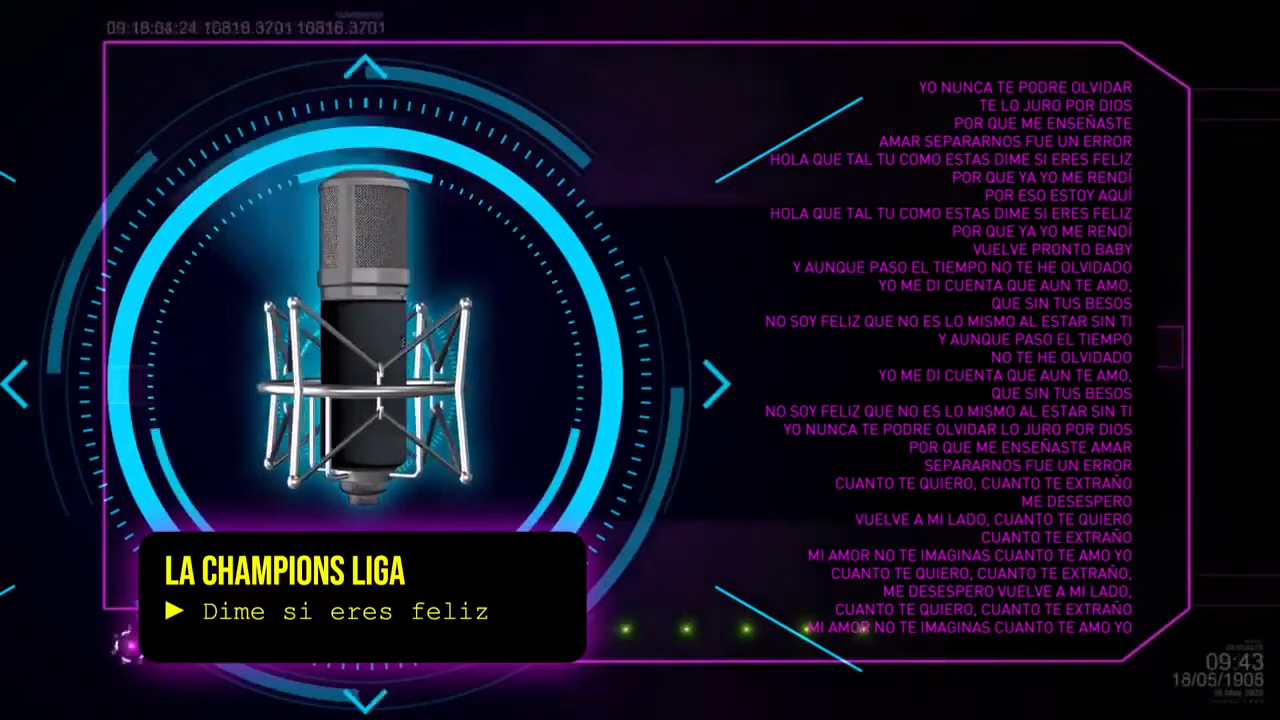 09:18:04:24 10816.3701 10816.3701
YO NUNCA TE PODRE OLVIDAR
TE LO JURO POR DIOS
POR QUE ME ENSEÑASTE
AMAR SEPARARNOS FUE UN ERROR
HOLA QUE TAL TU COMO ESTAS DIME SI ERES FELIZ
POR QUE YA YO ME RENDÍ
POR ESO ESTOY AQUÍ
HOLA QUE TAL TU COMO ESTAS DIME SI ERES FELIZ
POR QUE YA YO ME RENDÍ
VUELVE PRONTO BABY
Y AUNQUE PASO EL TIEMPO NO TE HE OLVIDADO
YO ME DI CUENTA QUE AUN TE AMO,
QUE SIN TUS BESOS
NO SOY FELIZ QUE NO ES LO MISMO AL ESTAR SIN TI
Y AUNQUE PASO EL TIEMPO
NO TE HE OLVIDADO
YO ME DI CUENTA QUE AUN TE AMO,
QUE SIN TUS BESOS
NO SOY FELIZ QUE NO ES LO MISMO AL ESTAR SIN TI
YO NUNCA TE PODRE OLVIDAR LO JURO POR DIOS
POR QUE ME ENSEÑASTE AMAR
SEPARARNOS FUE UN ERROR
CUANTO TE QUIERO, CUANTO TE EXTRAÑO
ME DESESPERO
VUELVE A MI LADO, CUANTO TE QUIERO
CUANTO TE EXTRAÑO
MI AMOR NO TE IMAGINAS CUANTO TE AMO YO
CUANTO TE QUIERO, CUANTO TE EXTRAÑO,
ME DESESPERO VUELVE A MI LADO,
CUANTO TE QUIERO, CUANTO TE EXTRAÑO
MI AMOR NO TE IMAGINAS CUANTO TE AMO YO
LA CHAMPIONS LIGA
Dime si eres feliz
09:43
18/05/1906